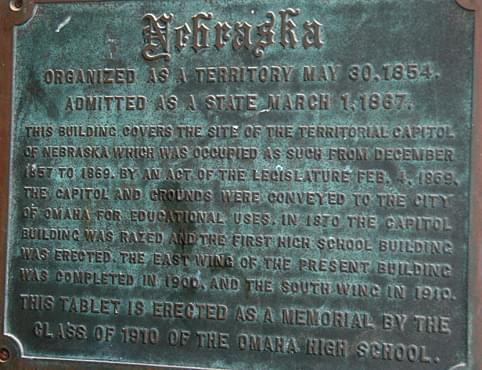 Nebraska
ORGANIZED AS A TERRITORY MAY 30,1854.
ADMITTED AS A STATE MARCH 1,1867.
THIS BUILDING COVERS THE SITE OF THE TERRITORIAL CAPITOL
OF NEBRASKA WHICH WAS OCCUPIED AS SUCH FROM DECEMBER
1857 TO 1869. BY AN ACT OF THE LEGISLATURE FEB. 4, 1869,
THE CAPITOL AND GROUNDS WERE CONVEYED TO THE CITY
OF OMAHA FOR EDUCATIONAL USES. IN 1870 THE CAPITOL
BUILDING WAS RAZED AND THE FIRST HIGH SCHOOL BUILDING
WAS ERECTED. THE EAST WING OF THE PRESENT BUILDING
WAS COMPLETED IN 1900, AND THE SOUTH WING IN 1910.
THIS TABLET IS ERECTED AS A MEMORIAL BY THE
CLASS OF 1910 OF THE OMAHA HIGH SCHOOL.